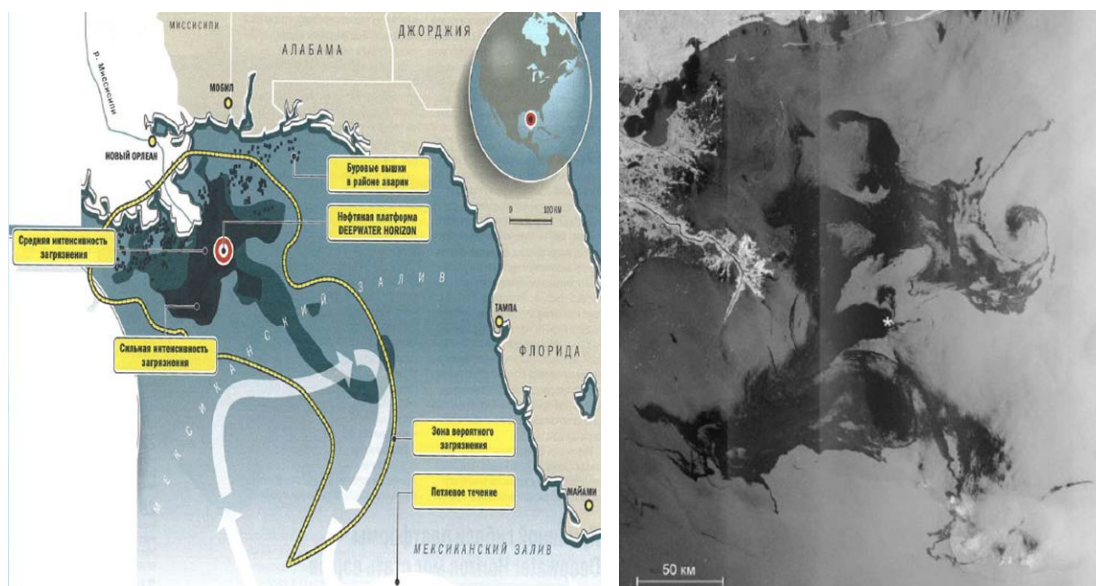 МИССИСИПИ
АЛАБАМА
ДЖОРДЖИЯ
р. Миссисипи
МОБИЛ
НОВЫЙ ОРЛЕАН
Буровые вышки
в районе аварии
0 100 КМ
Нефтяная платформа
DEEPWATER HORIZON
Средняя интенсивность
загрязнения
МЕКСИКАНСКИЙ ЗАЛИВ
ТАМПА
ФЛОРИДА
Сильная интенсивность
загрязнения
Зона вероятного
загрязнения
Петлевое течение
МАЙАМИ
МЕКСИКАНСКИЙ ЗАЛИВ
50 км